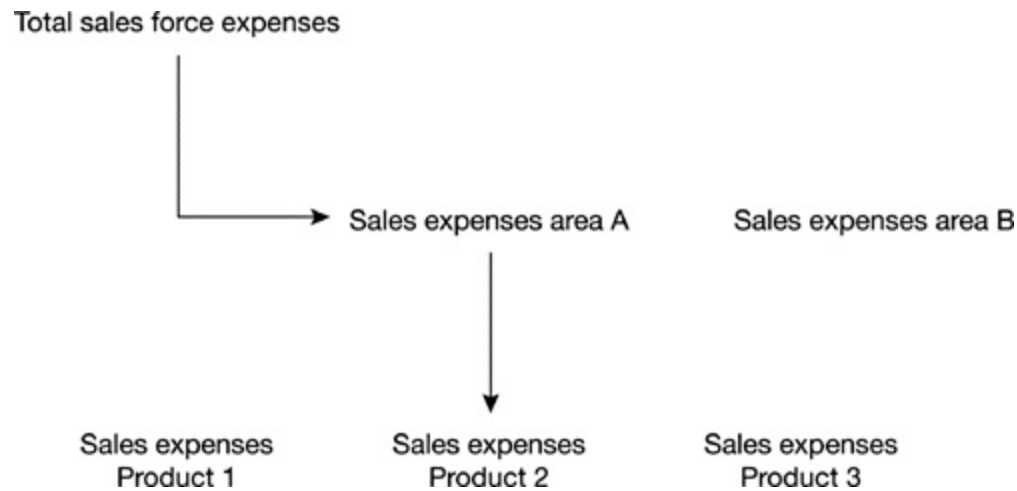 Total sales force expenses
Sales expenses area A
Sales expenses area B
Sales expenses
Product 1
Sales expenses
Product 2
Sales expenses
Product 3